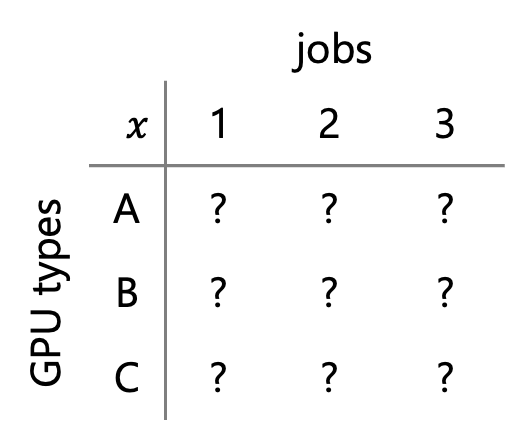 jobs
x 1 2 3
GPU types
A ? ? ?
B ? ? ?
C ? ? ?